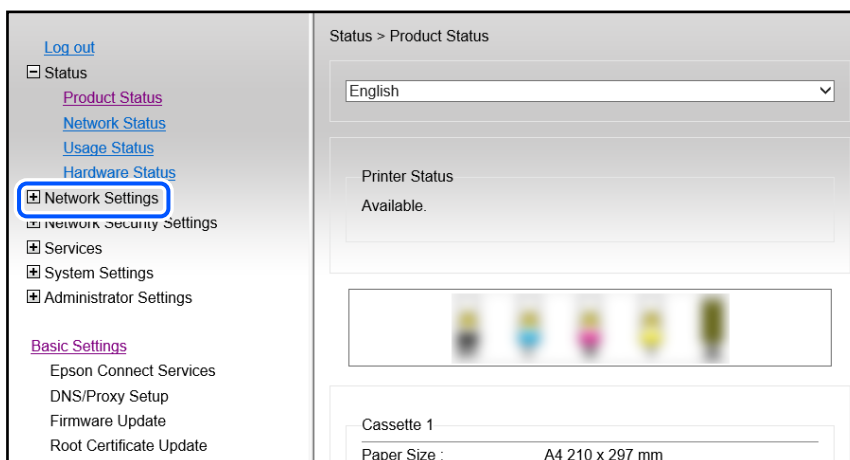 Log out
Status
Product Status
Network Status
Usage Status
Hardware Status
Network Settings
Network Security Settings
Services
System Settings
Administrator Settings
Basic Settings
Epson Connect Services
DNS/Proxy Setup
Firmware Update
Root Certificate Update
Status > Product Status
English
Printer Status
Available.
Cassette 1
Paper Size : A4 210 x 297 mm